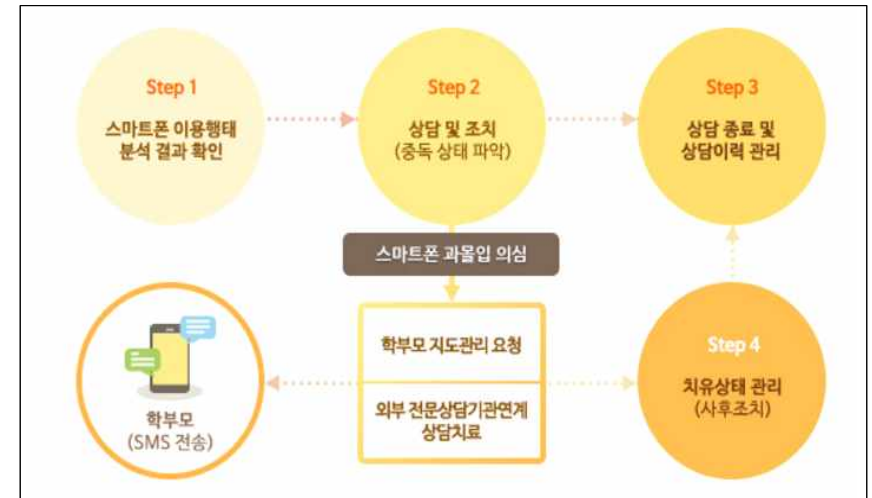 Step 1
스마트폰 이용행태
분석 결과 확인
Step 2
상담 및 조치
(중독 상태 파악)
Step 3
상담 종료 및
상담이력 관리
스마트폰 과몰입 의심
학부모 지도관리 요청
외부 전문상담기관연계
상담치료
학부모
(SMS 전송)
Step 4
치유상태 관리
(사후조치)